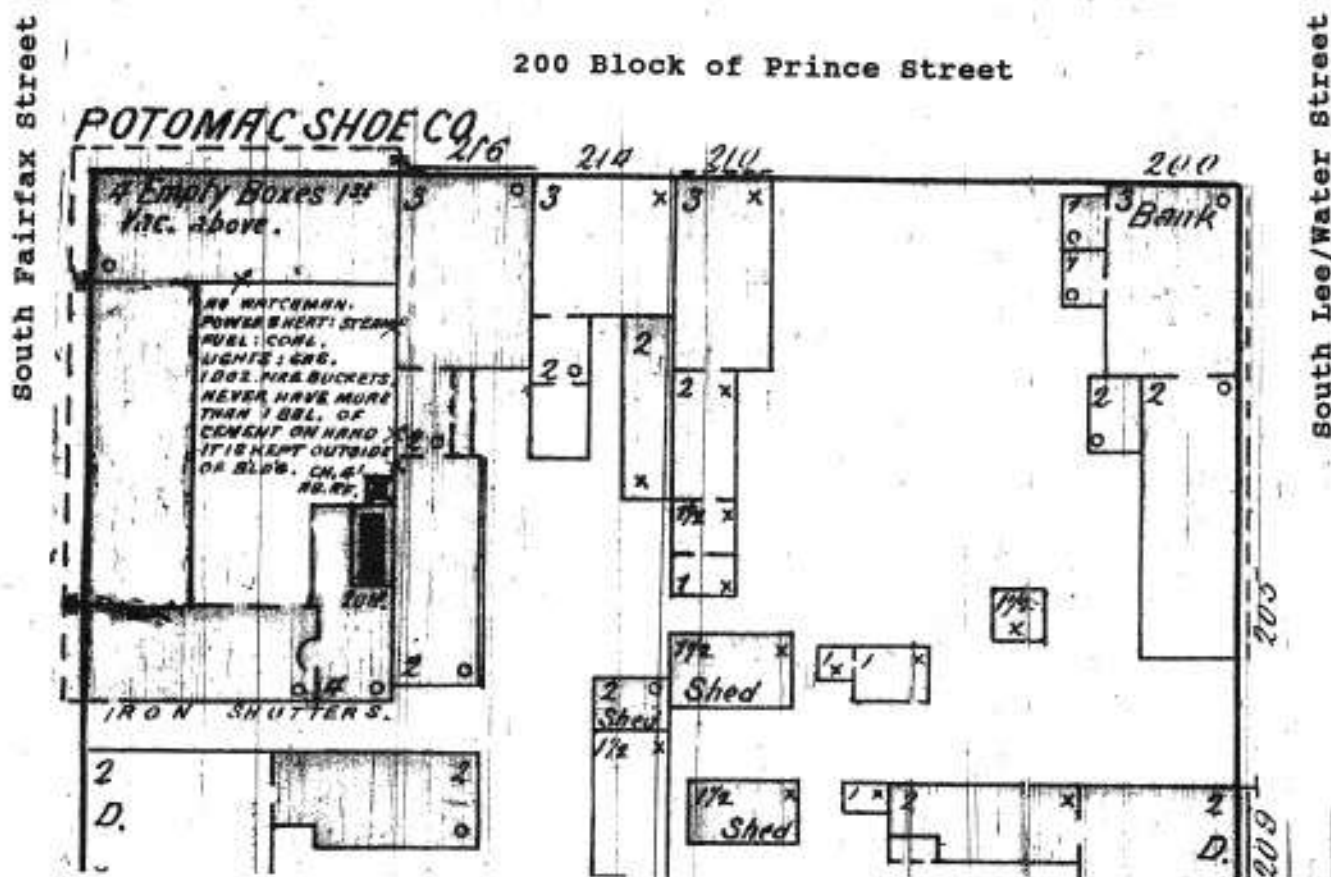 200 Block of Prince Street
South Fairfax Street
South Lee/Water Street
POTOMAC SHOE CO.
216
214
210
200
4 Empty Boxes 1st
Vac. above.
3
3
3
3
Bank
1
1
NO WATCHMAN.
POWER & HEAT: STEAM
FUEL: COAL.
LIGHTS: GAS.
1 DOZ. FIRE BUCKETS.
NEVER HAVE MORE
THAN 1 BBL. OF
CEMENT ON HAND
IT IS KEPT OUTSIDE
OF BLDG.
2
2
2
2
2
2
1½
1
1½
205
2
4
IRON SHUTTERS.
1½
Shed
1
1
2
Shed
1½
2
D.
2
1½
Shed
1
2
2
D.
209